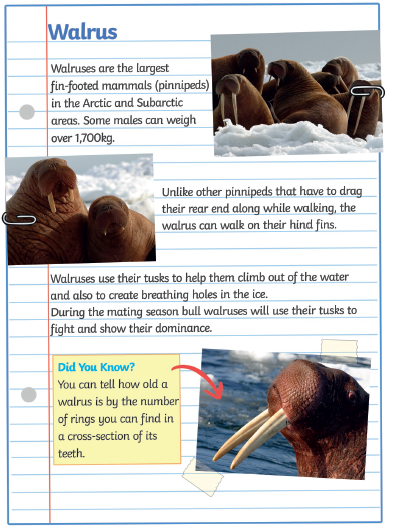 Walrus
Walruses are the largest
fin-footed mammals (pinnipeds)
in the Arctic and Subarctic
areas. Some males can weigh
over 1,700kg.
Unlike other pinnipeds that have to drag
their rear end along while walking, the
walrus can walk on their hind fins.
Walruses use their tusks to help them climb out of the water
and also to create breathing holes in the ice.
During the mating season bull walruses will use their tusks to
fight and show their dominance.
Did You Know?
You can tell how old a
walrus is by the number
of rings you can find in
a cross-section of its
teeth.